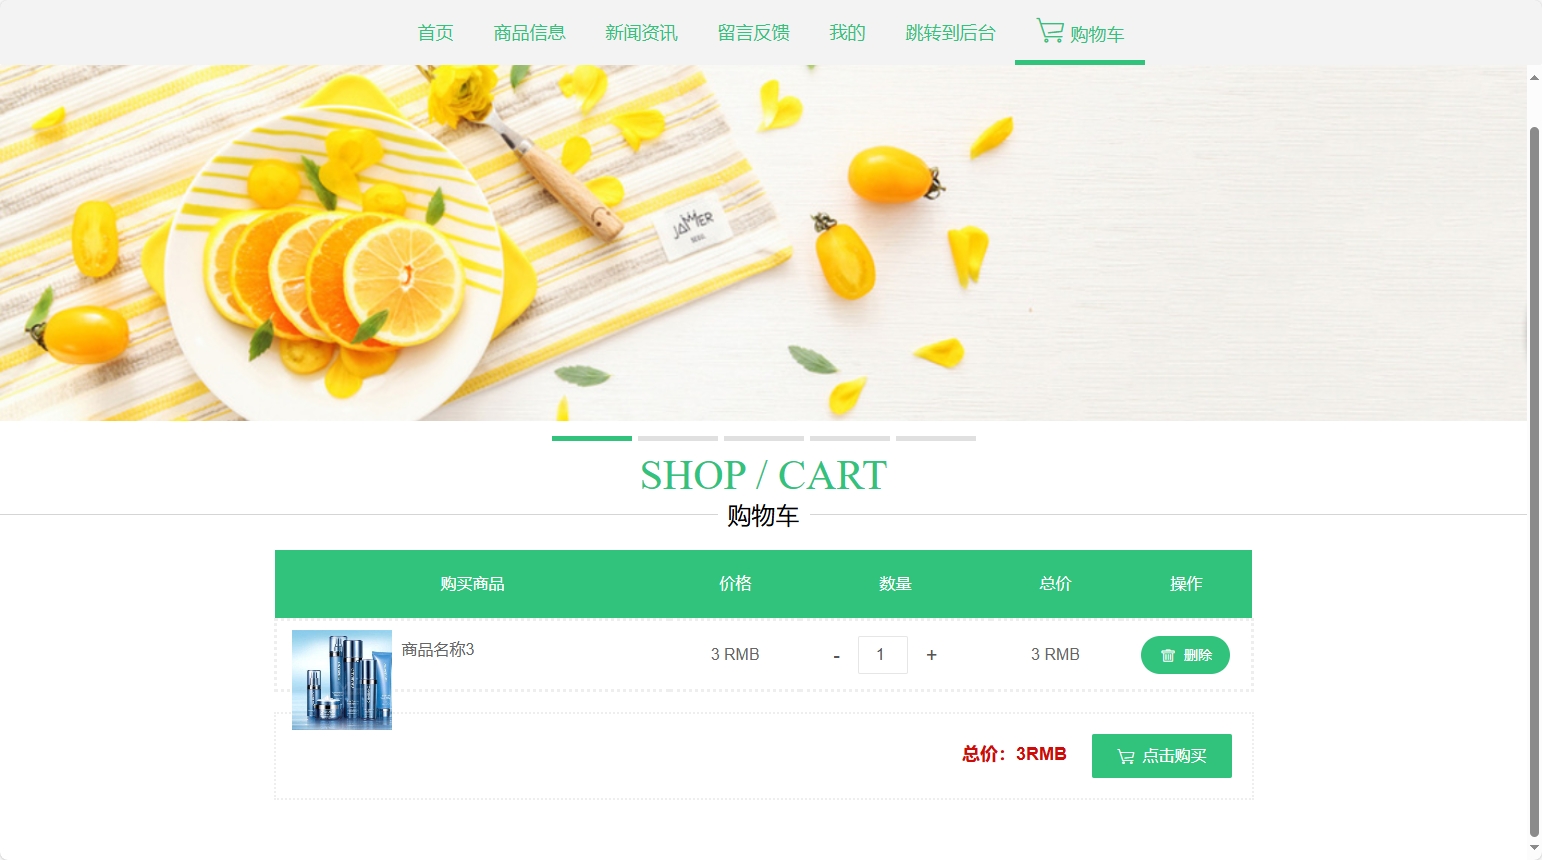 首页 商品信息 新闻资讯 留言反馈 我的 跳转到后台 购物车
JAMMER
SHOP / CART
购物车
购买商品 价格 数量 总价 操作
商品名称3 3 RMB - 1 + 3 RMB 删除
总价：3RMB 点击购买